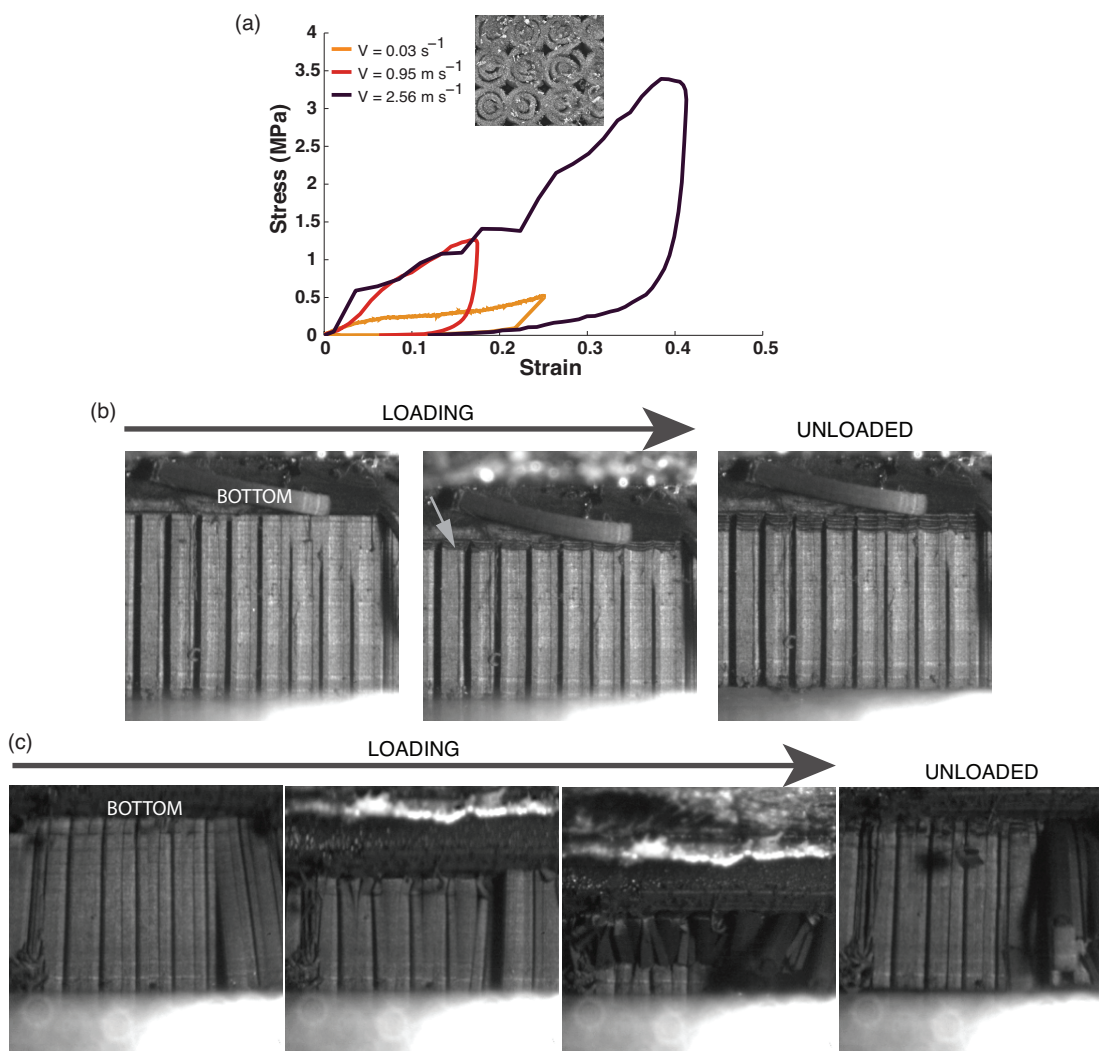 (a)
V = 0.03 s⁻¹
V = 0.95 m s⁻¹
V = 2.56 m s⁻¹
4
3.5
3
2.5
2
1.5
1
0.5
0
Stress (MPa)
0 0.1 0.2 0.3 0.4 0.5
Strain
(b)
LOADING
UNLOADED
BOTTOM
(c)
LOADING
UNLOADED
BOTTOM